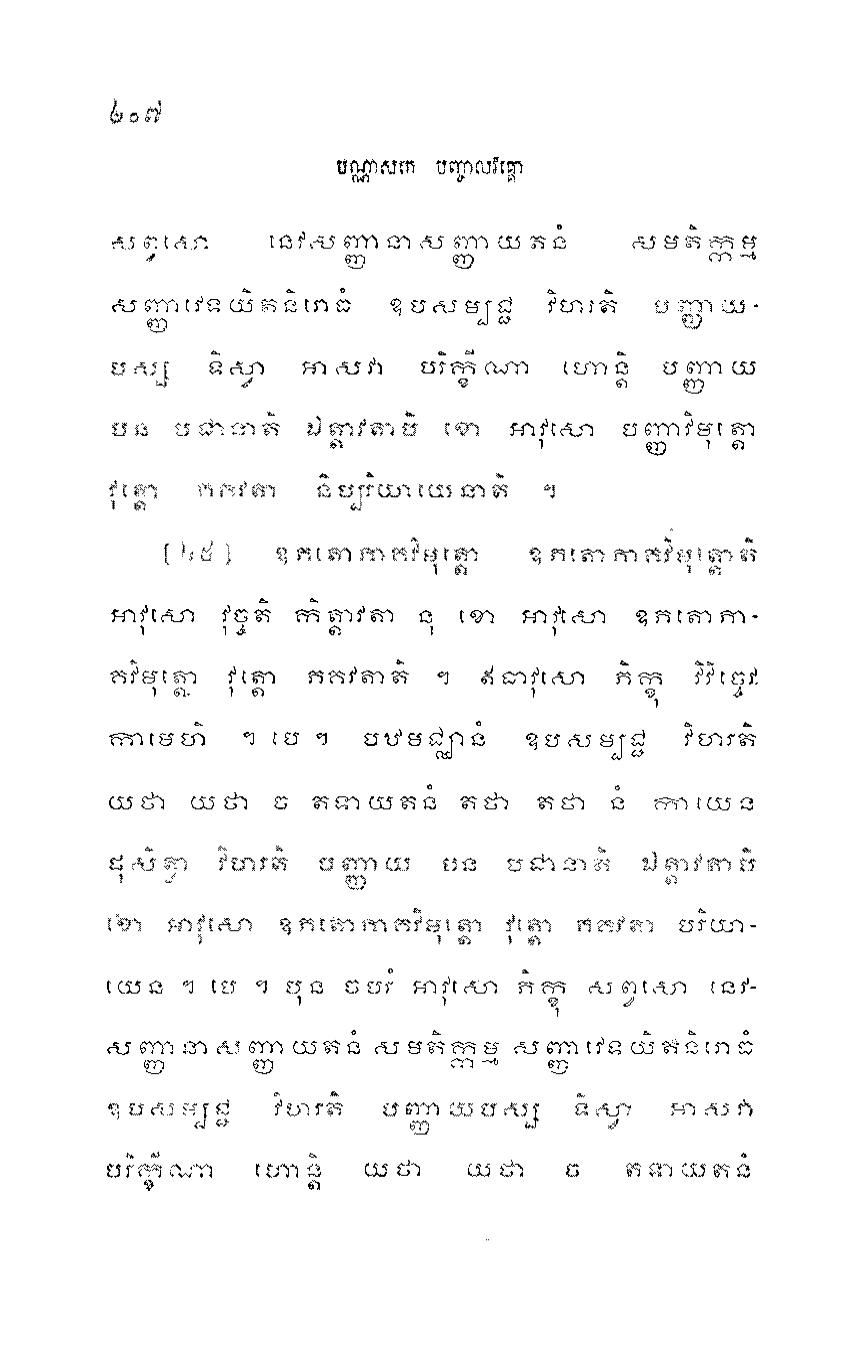 ៤០៧
បណ្ណាសកេ បញ្ចាលវគ្គោ
សព្វសោ នេវសញ្ញានាសញ្ញាយតនំ សមតិក្កម្ម
សញ្ញាវេទយិតនិរោធំ ឧបសម្បជ្ជ វិហរតិ បញ្ញាយ-
បស្ស ទិស្វា អាសវា បរិក្ខីណា ហោន្តិ បញ្ញាយ
បន បជានាតិ ឯត្តាវតាបិ ខោ អាវុសោ បញ្ញាវិមុត្តោ
វុត្តោ ភគវតា និប្បរិយាយេនាតិ ។
ឧភតោភាគវិមុត្តោ ឧភតោភាគវិមុត្តោតិ
អាវុសោ វុច្ចតិ កិត្តាវតា នុ ខោ អាវុសោ ឧភតោភា-
គវិមុត្តោ វុត្តោ ភគវតាតិ ។ ឥធាវុសោ ភិក្ខុ វិវិច្ចេវ
កាមេហិ ។ បេ ។ បឋមជ្ឈានំ ឧបសម្បជ្ជ វិហរតិ
យថា យថា ច តទាយតនំ តថា តថា នំ កាយេន
ផុសិត្វា វិហរតិ បញ្ញាយ បន បជានាតិ ឯត្តាវតាបិ
ខោ អាវុសោ ឧភតោភាគវិមុត្តោ វុត្តោ ភគវតា បរិយា-
យេន ។ បេ ។ បុន ចបរំ អាវុសោ ភិក្ខុ សព្វសោ នេវ-
សញ្ញានាសញ្ញាយតនំ សមតិក្កម្ម សញ្ញាវេទយិតនិរោធំ
ឧបសម្បជ្ជ វិហរតិ បញ្ញាយបស្ស ទិស្វា អាសវា
បរិក្ខីណា ហោន្តិ យថា យថា ច តទាយតនំ